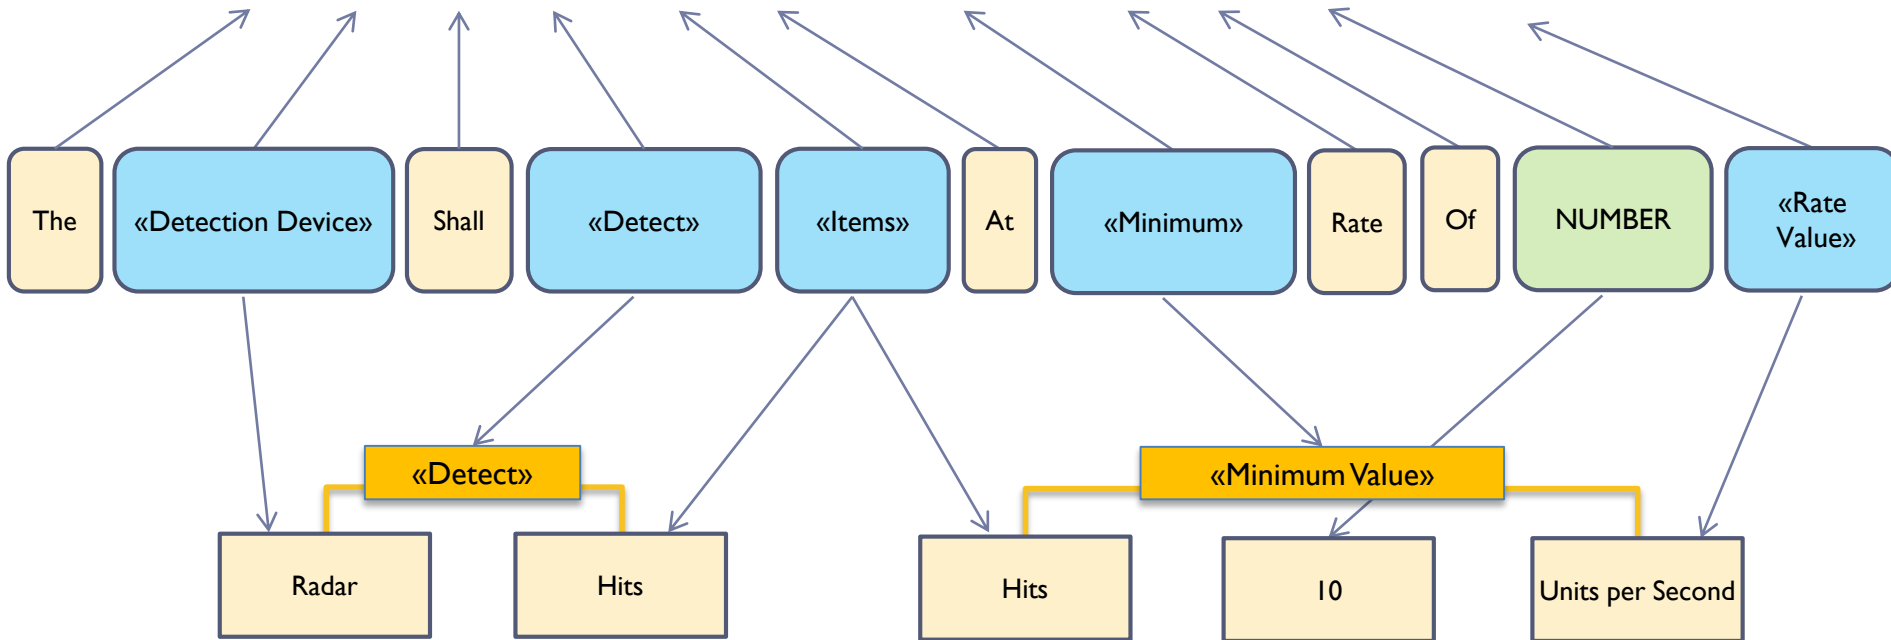 The
«Detection Device»
Shall
«Detect»
«Items»
At
«Minimum»
Rate
Of
NUMBER
«Rate
Value»
«Detect»
«Minimum Value»
Radar
Hits
Hits
10
Units per Second